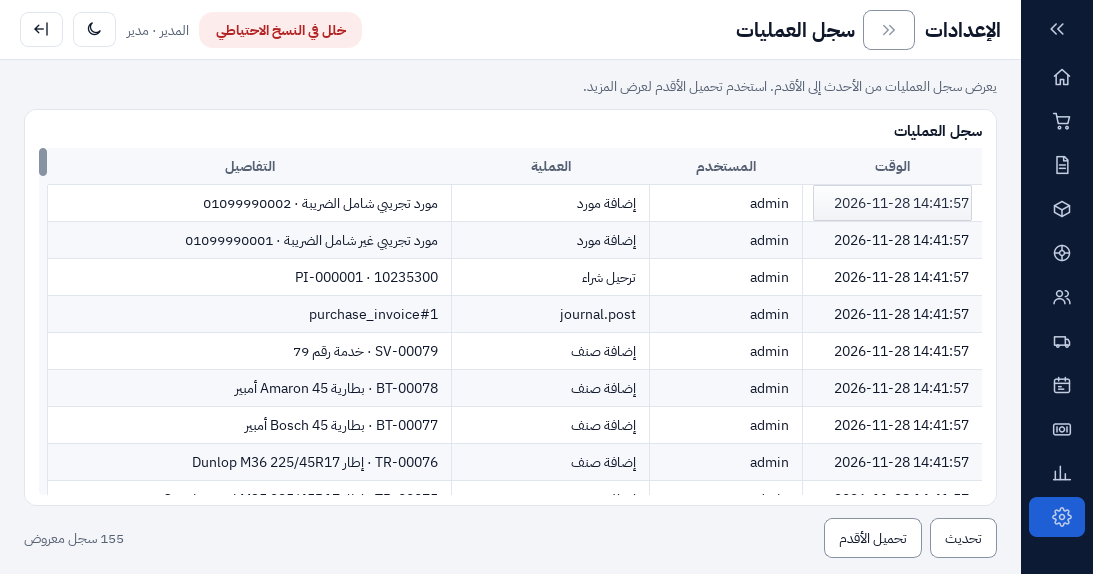 الإعدادات سجل العمليات خلل في النسخ الاحتياطي المدير · مدير
يعرض سجل العمليات من الأحدث إلى الأقدم. استخدم تحميل الأقدم لعرض المزيد.
سجل العمليات
الوقت المستخدم العملية التفاصيل
2026-11-28 14:41:57 admin إضافة مورد مورد تجريبي شامل الضريبة · 01099990002
2026-11-28 14:41:57 admin إضافة مورد مورد تجريبي غير شامل الضريبة · 01099990001
2026-11-28 14:41:57 admin ترحيل شراء PI-000001 · 10235300
2026-11-28 14:41:57 admin journal.post purchase_invoice#1
2026-11-28 14:41:57 admin إضافة صنف SV-00079 · خدمة رقم 79
2026-11-28 14:41:57 admin إضافة صنف BT-00078 · بطارية Amaron 45 أمبير
2026-11-28 14:41:57 admin إضافة صنف BT-00077 · بطارية Bosch 45 أمبير
2026-11-28 14:41:57 admin إضافة صنف TR-00076 · إطار Dunlop M36 225/45R17
تحديث تحميل الأقدم 155 سجل معروض